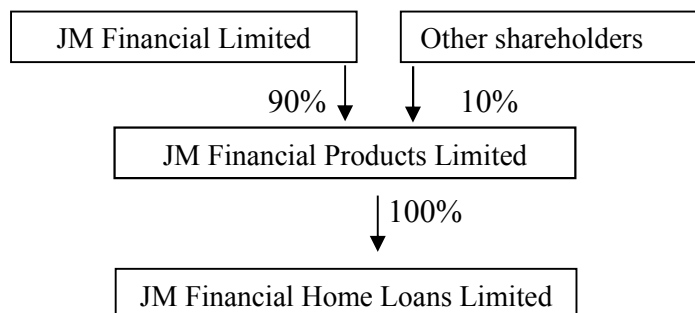 JM Financial Limited
Other shareholders
90%
10%
JM Financial Products Limited
100%
JM Financial Home Loans Limited